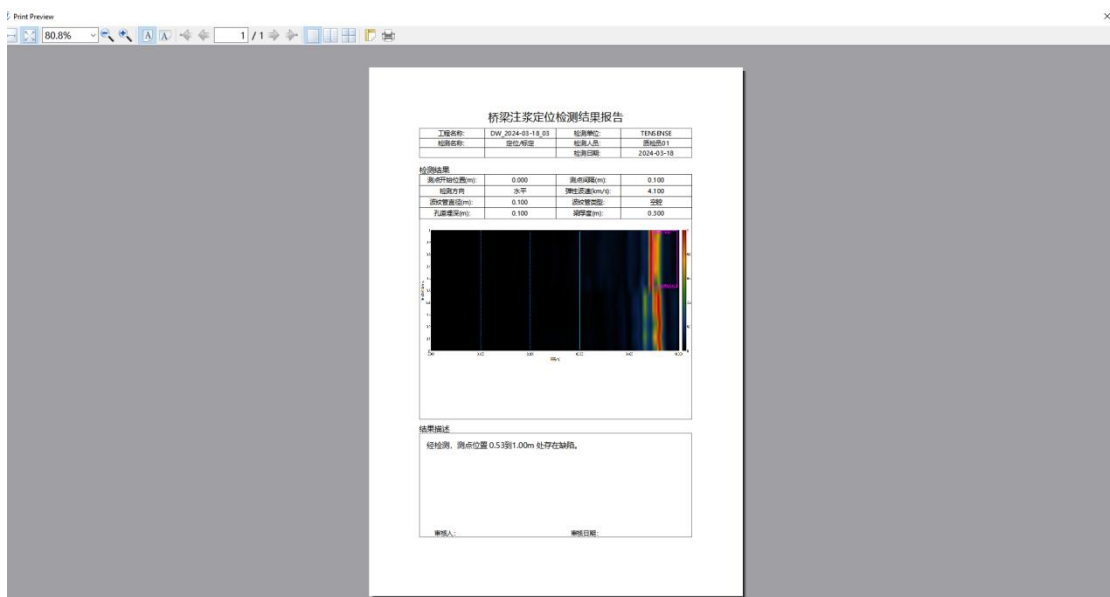 Print Preview
80.8% 1 / 1
桥梁注浆定位检测结果报告
工程名称: DW_2024-03-18_03 检测单位: TENSENSE
检测名称: 定位/标定 检测人员: 质检员01
检测日期: 2024-03-18
检测结果
测点开始位置(m): 0.000 测点间隔(m): 0.100
检测方向 水平 弹性波速(km/s): 4.100
波纹管直径(m): 0.100 波纹管类型: 空腔
孔道埋深(m): 0.100 梁厚度(m): 0.300
结果描述
经检测，测点位置 0.53到1.00m 处存在缺陷。
审核人: 审核日期: